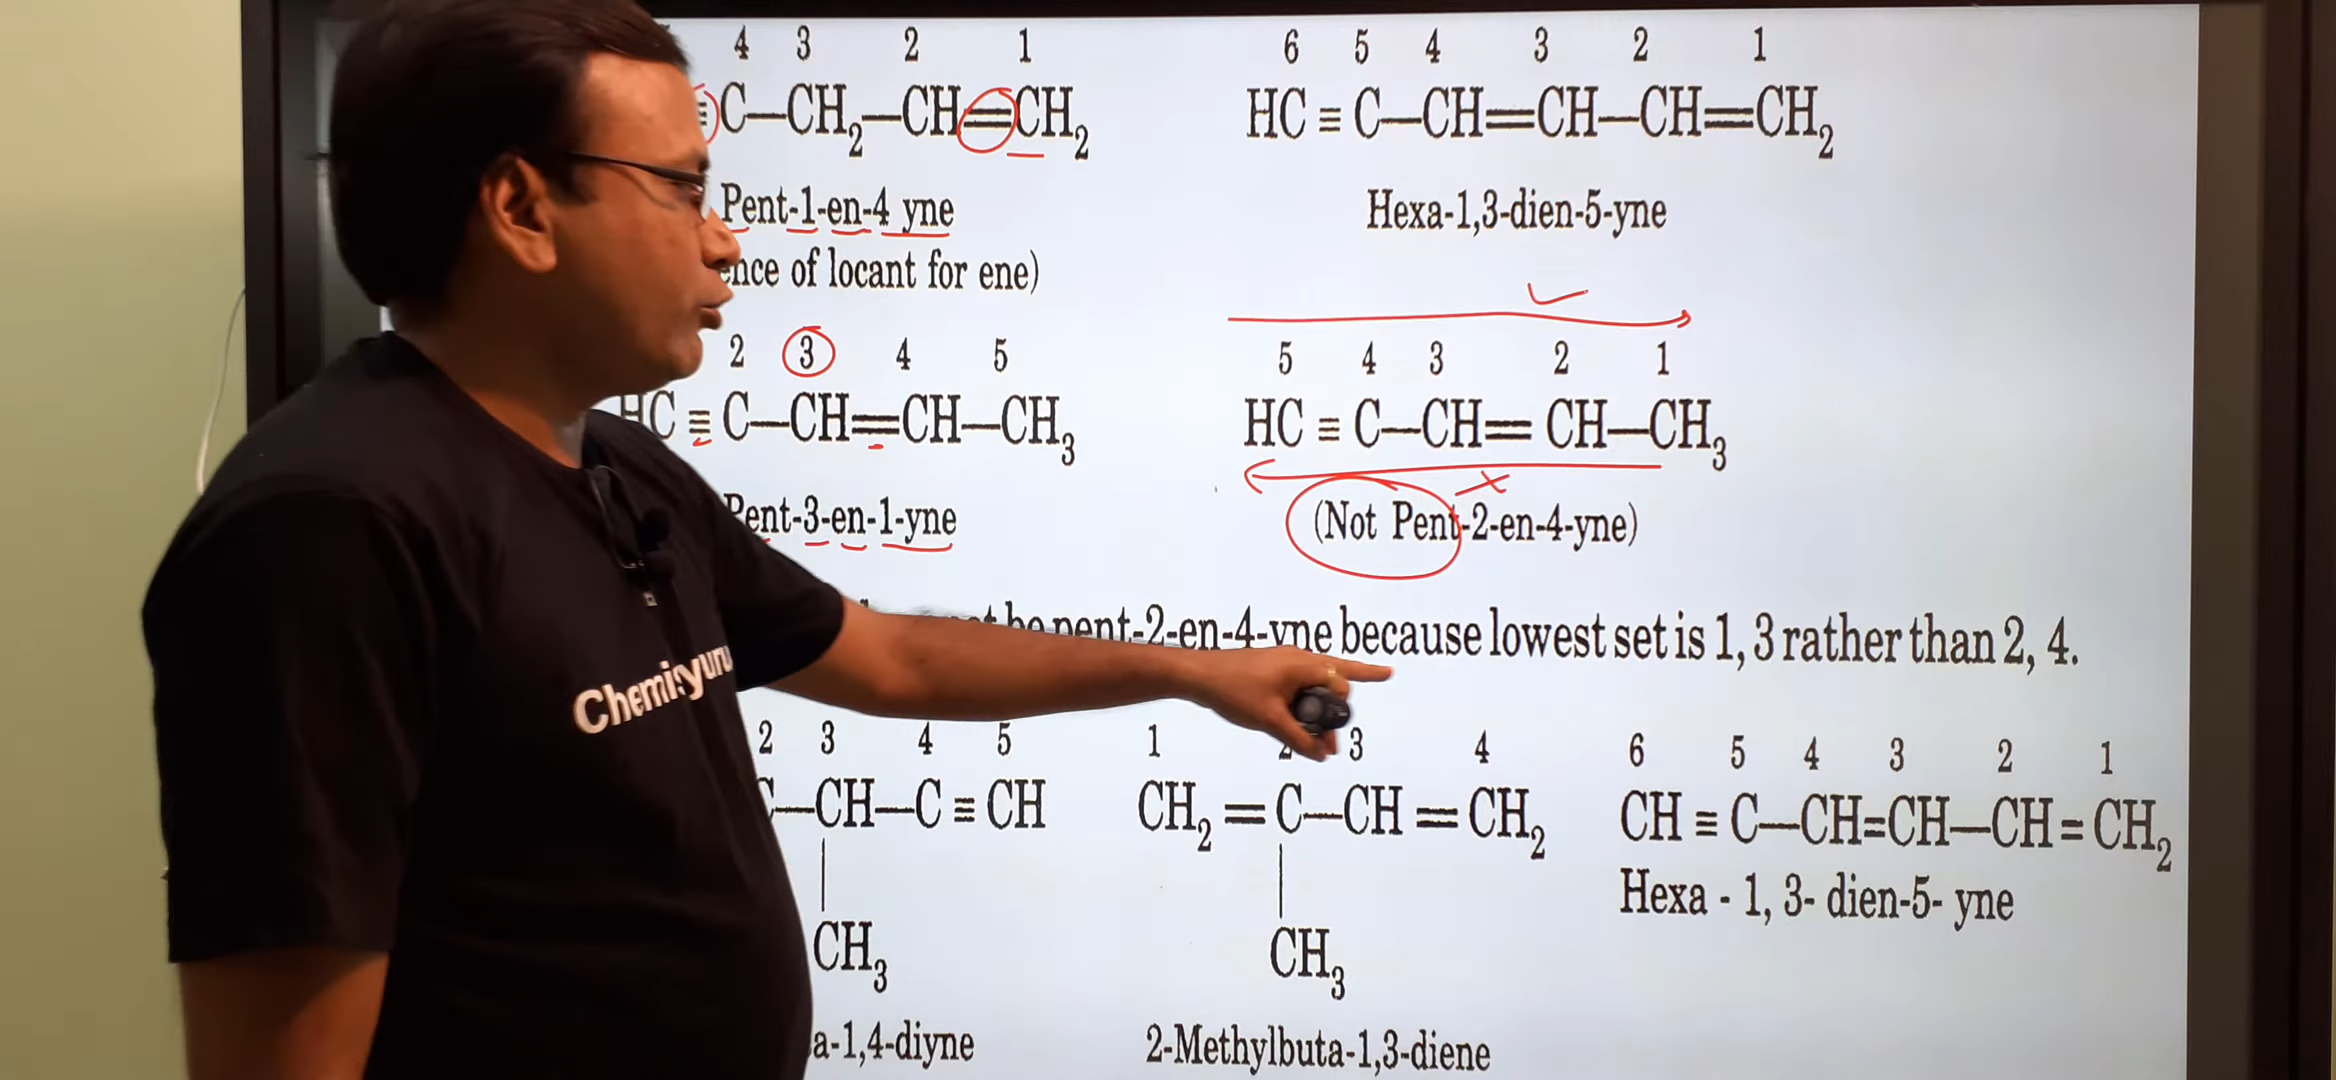 4 3 2 1
≡C—CH₂—CH═CH₂
Pent-1-en-4 yne
ence of locant for ene)
6 5 4 3 2 1
HC ≡ C—CH═CH—CH═CH₂
Hexa-1,3-dien-5-yne
2 3 4 5
HC ≡ C—CH═CH—CH₃
Pent-3-en-1-yne
5 4 3 2 1
HC ≡ C—CH═ CH—CH₃
(Not Pent-2-en-4-yne)
be pent-2-en-4-yne because lowest set is 1, 3 rather than 2, 4.
2 3 4 5
C—CH—C ≡ CH
CH₃
a-1,4-diyne
1 2 3 4
CH₂ ═ C—CH ═ CH₂
CH₃
2-Methylbuta-1,3-diene
6 5 4 3 2 1
CH ≡ C—CH=CH—CH=CH₂
Hexa - 1, 3- dien-5- yne